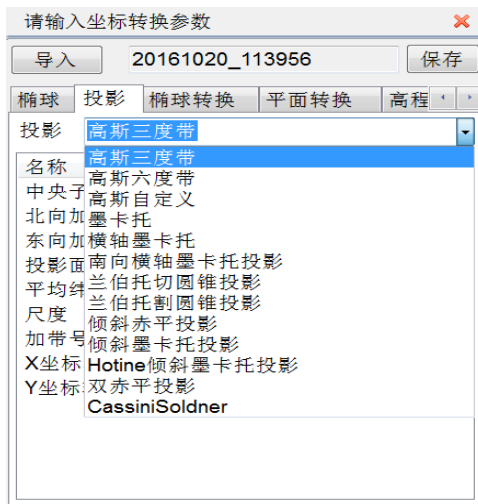 请输入坐标转换参数
导入 20161020_113956 保存
椭球 投影 椭球转换 平面转换 高程
投影 高斯三度带
名称
中央子
北向加
东向加
投影面
平均纬
尺度
加带号
X坐标
Y坐标
高斯三度带
高斯六度带
高斯自定义
墨卡托
横轴墨卡托
南向横轴墨卡托投影
兰伯托切圆锥投影
兰伯托割圆锥投影
倾斜赤平投影
倾斜墨卡托投影
Hotine倾斜墨卡托投影
双赤平投影
CassiniSoldner